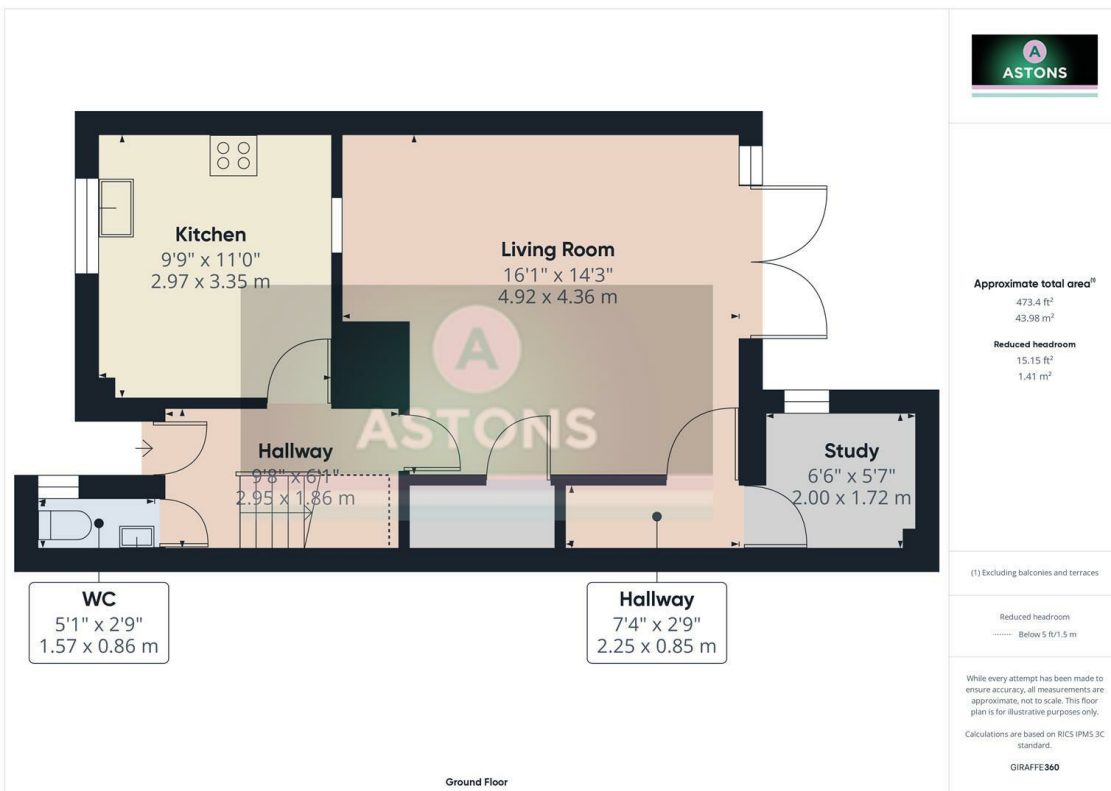 A
ASTONS
Kitchen
9'9" x 11'0"
2.97 x 3.35 m
Living Room
16'1" x 14'3"
4.92 x 4.36 m
A
ASTONS
Hallway
9'8" x 6'1"
2.95 x 1.86 m
Study
6'6" x 5'7"
2.00 x 1.72 m
WC
5'1" x 2'9"
1.57 x 0.86 m
Hallway
7'4" x 2'9"
2.25 x 0.85 m
Ground Floor
Approximate total area⁽¹⁾
473.4 ft²
43.98 m²
Reduced headroom
15.15 ft²
1.41 m²
(1) Excluding balconies and terraces
Reduced headroom
........ Below 5 ft/1.5 m
While every attempt has been made to
ensure accuracy, all measurements are
approximate, not to scale. This floor
plan is for illustrative purposes only.
Calculations are based on RICS IPMS 3C
standard.
GIRAFFE360